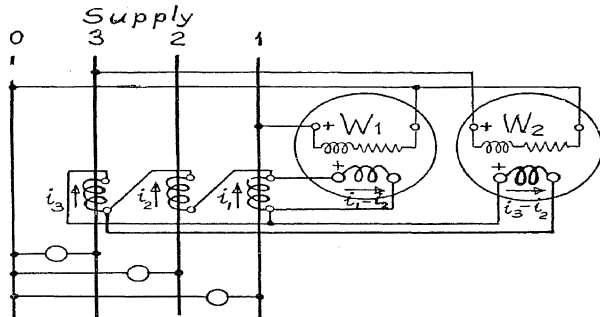 Supply
0 3 2 1
+ W1
+ W2
+
+
i3
i2
i1
i1-i2
i3-i2